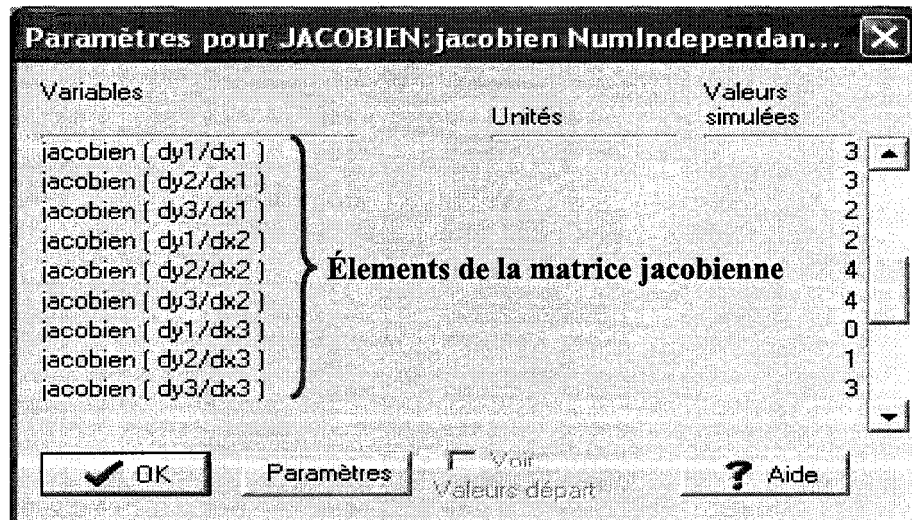 Paramètres pour JACOBIEN: jacobien NumIndependan...
Variables
Unités
Valeurs
simulées
jacobien ( dy1/dx1 ) 3
jacobien ( dy2/dx1 ) 3
jacobien ( dy3/dx1 ) 2
jacobien ( dy1/dx2 ) 2
jacobien ( dy2/dx2 ) Élements de la matrice jacobienne 4
jacobien ( dy3/dx2 ) 4
jacobien ( dy1/dx3 ) 0
jacobien ( dy2/dx3 ) 1
jacobien ( dy3/dx3 ) 3
OK
Paramètres
Voir
Valeurs départ
? Aide